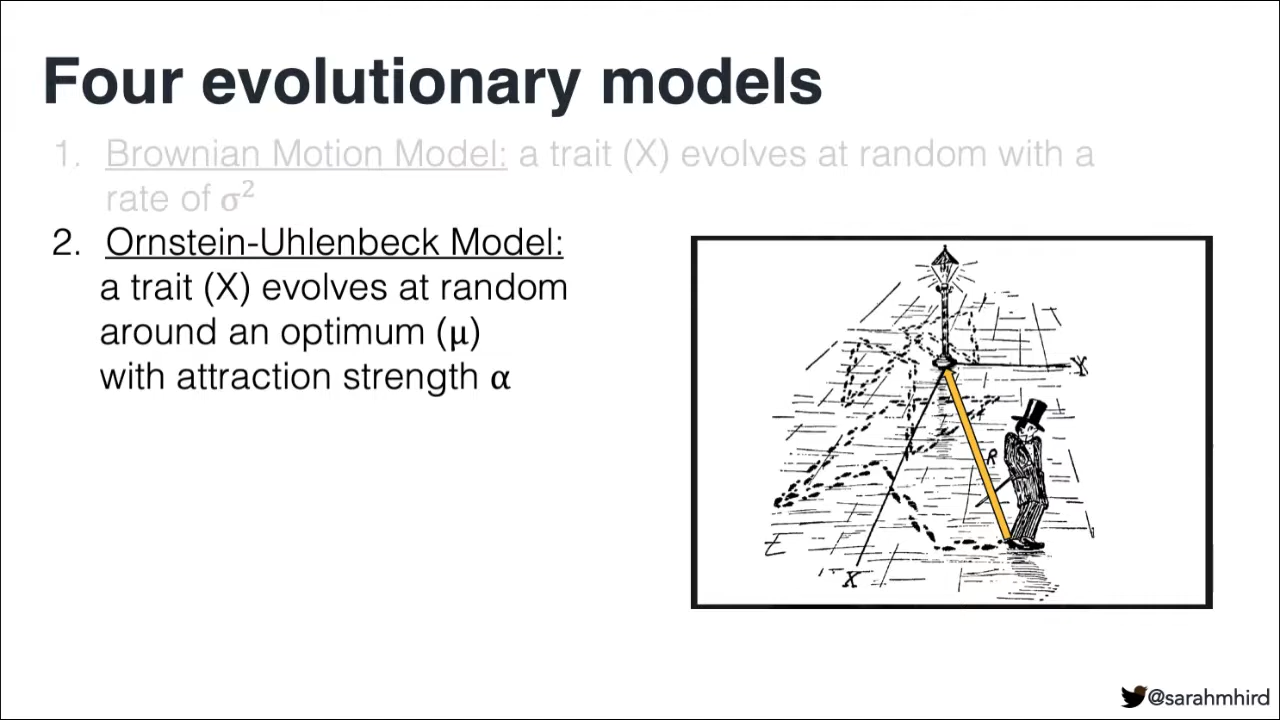 Four evolutionary models
1. Brownian Motion Model: a trait (X) evolves at random with a
rate of σ²
2. Ornstein-Uhlenbeck Model:
a trait (X) evolves at random
around an optimum (μ)
with attraction strength α
Y
R
X
@sarahmhird